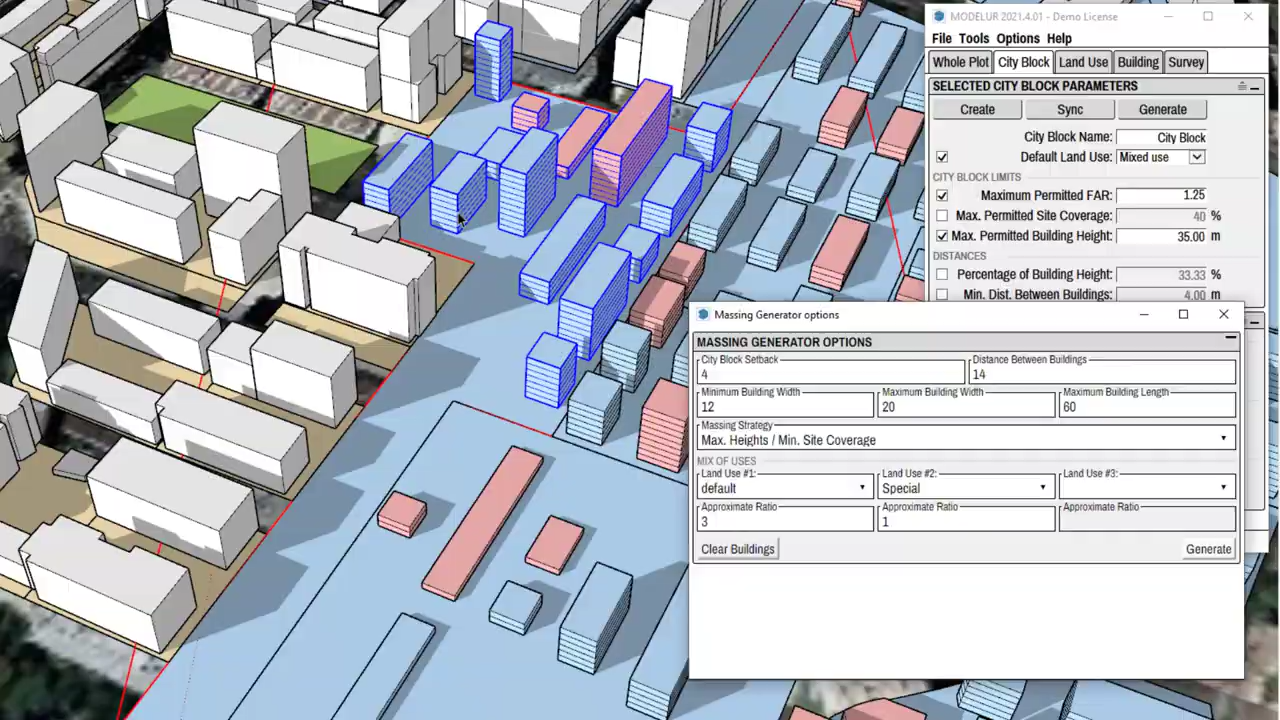 MODELUR 2021.4.01 - Demo License
File Tools Options Help
Whole Plot City Block Land Use Building Survey
SELECTED CITY BLOCK PARAMETERS
Create Sync Generate
City Block Name: City Block
Default Land Use: Mixed use
CITY BLOCK LIMITS
Maximum Permitted FAR: 1.25
Max. Permitted Site Coverage: 40 %
Max. Permitted Building Height: 35.00 m
DISTANCES
Percentage of Building Height: 33.33 %
Min. Dist. Between Buildings: 4.00 m
Massing Generator options
MASSING GENERATOR OPTIONS
City Block Setback Distance Between Buildings
4 14
Minimum Building Width Maximum Building Width Maximum Building Length
12 20 60
Massing Strategy
Max. Heights / Min. Site Coverage
MIX OF USES
Land Use #1: Land Use #2: Land Use #3:
default Special
Approximate Ratio Approximate Ratio Approximate Ratio
3 1
Clear Buildings Generate